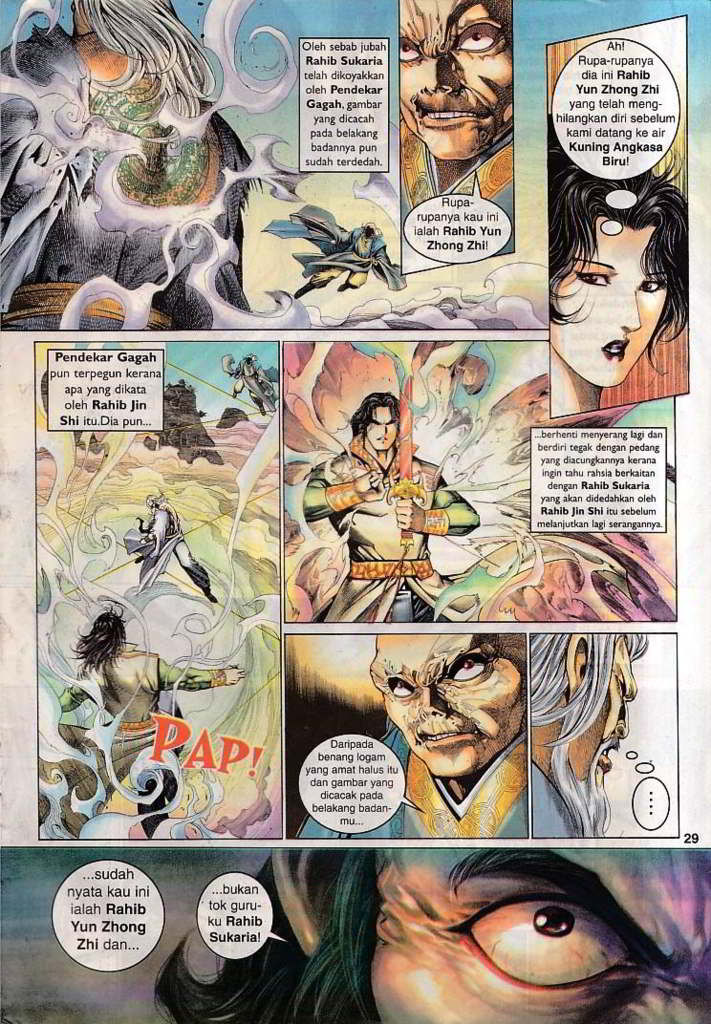 Oleh sebab jubah
Rahib Sukaria
telah dikoyakkan
oleh Pendekar
Gagah, gambar
yang dicacah
pada belakang
badannya pun
sudah terdedah.
Rupa-
rupanya kau ini
ialah Rahib Yun
Zhong Zhi!
Ah!
Rupa-rupanya
dia ini Rahib
Yun Zhong Zhi
yang telah meng-
hilangkan diri sebelum
kami datang ke air
Kuning Angkasa
Biru!
Pendekar Gagah
pun terpegun kerana
apa yang dikata
oleh Rahib Jin
Shi itu.Dia pun...
PAP!
...berhenti menyerang lagi dan
berdiri tegak dengan pedang
yang diacungkannya kerana
ingin tahu rahsia berkaitan
dengan Rahib Sukaria
yang akan didedahkan oleh
Rahib Jin Shi itu sebelum
melanjutkan lagi serangannya.
Daripada
benang logam
yang amat halus itu
dan gambar yang
dicacak pada
belakang badan-
mu...
....
29
...sudah
nyata kau ini
ialah Rahib
Yun Zhong
Zhi dan...
...bukan
tok guru-
ku Rahib
Sukaria!